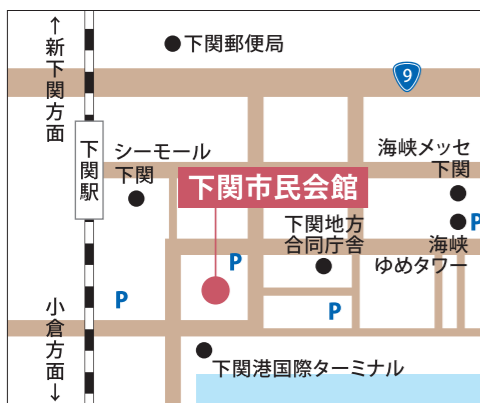 ↑新下関方面
下関郵便局
9
下関駅
シーモール
下関
海峡メッセ
下関
下関市民会館
P
下関地方
合同庁舎
海峡
ゆめタワー
P
P
P
小倉方面↓
下関港国際ターミナル